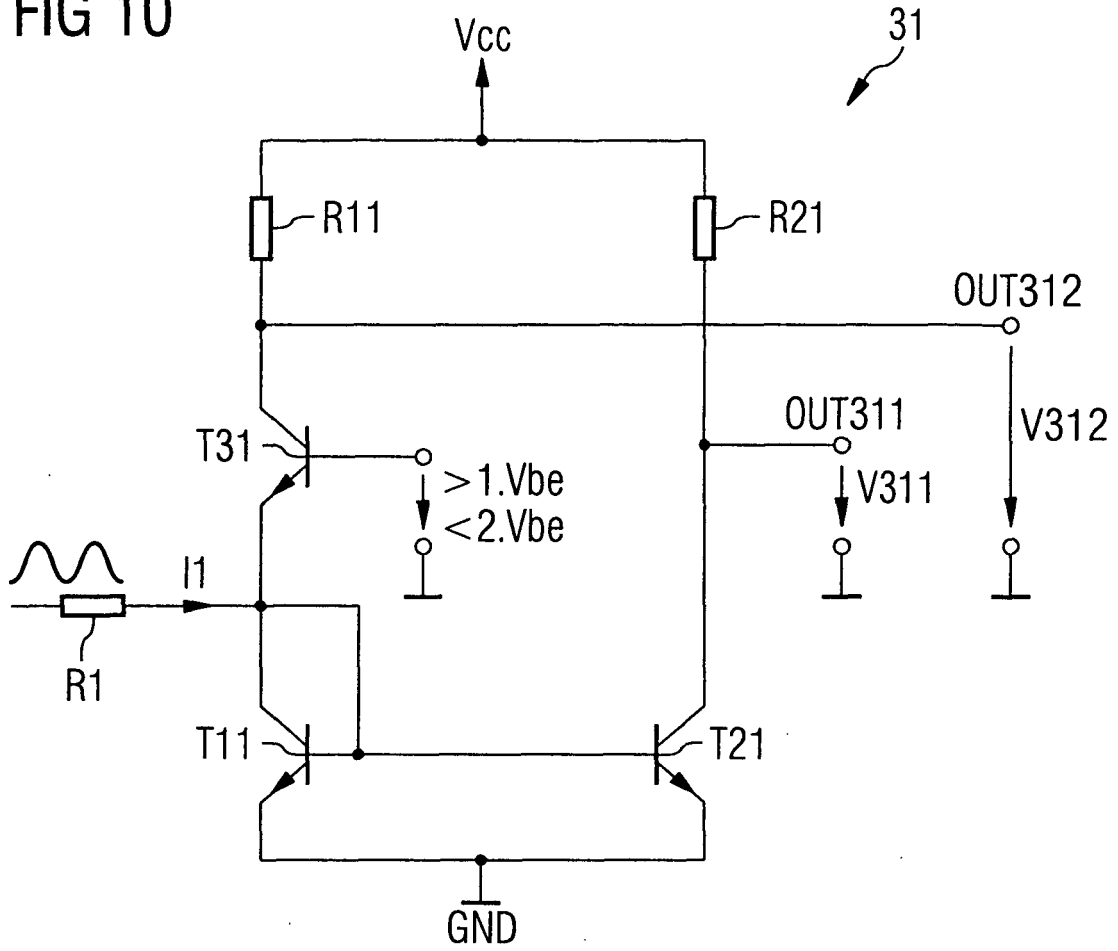 FIG 10
31
Vcc
R11
R21
OUT312
OUT311
V312
T31
>1.Vbe
<2.Vbe
V311
I1
R1
T11
T21
GND